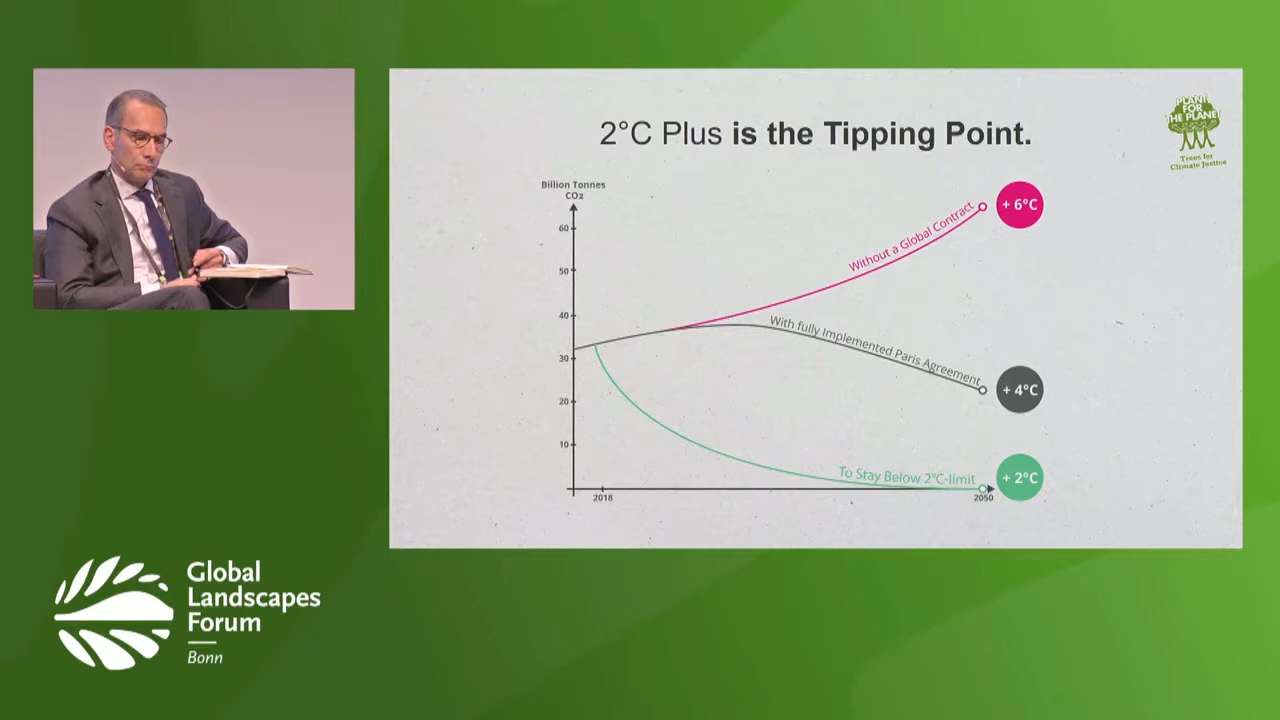 2°C Plus is the Tipping Point.
PLANT
FOR
THE PLANET
Trees for
Climate Justice
Billion Tonnes
CO₂
60
50
40
30
20
10
2018
2050
Without a Global Contract
+ 6°C
With fully Implemented Paris Agreement
+ 4°C
To Stay Below 2°C-limit
+ 2°C
Global
Landscapes
Forum
Bonn